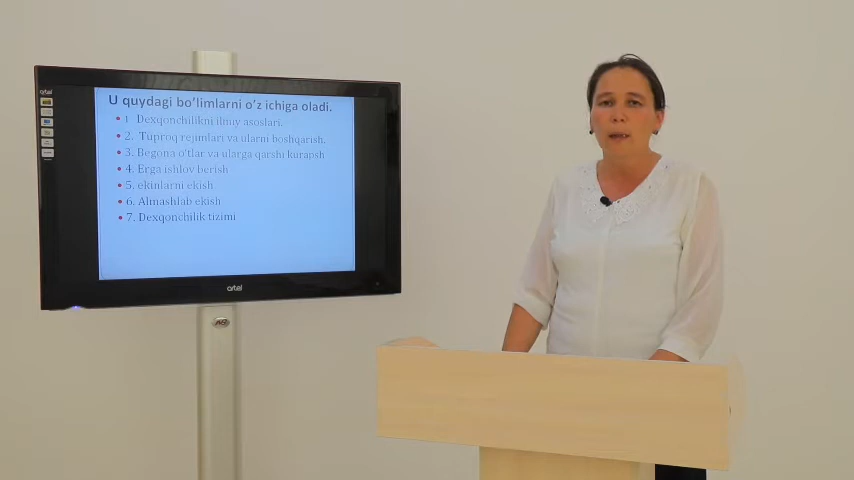 U quydagi bo'limlarni o'z ichiga oladi.
• 1 Dexqonchilikni ilmiy asoslari.
• 2. Tuproq rejimlari va ularni boshqarish.
• 3. Begona o'tlar va ularga qarshi kurapsh
• 4. Erga ishlov berish
• 5. ekinlarni ekish
• 6. Almashlab ekish
• 7. Dexqonchilik tizimi
artel
artel